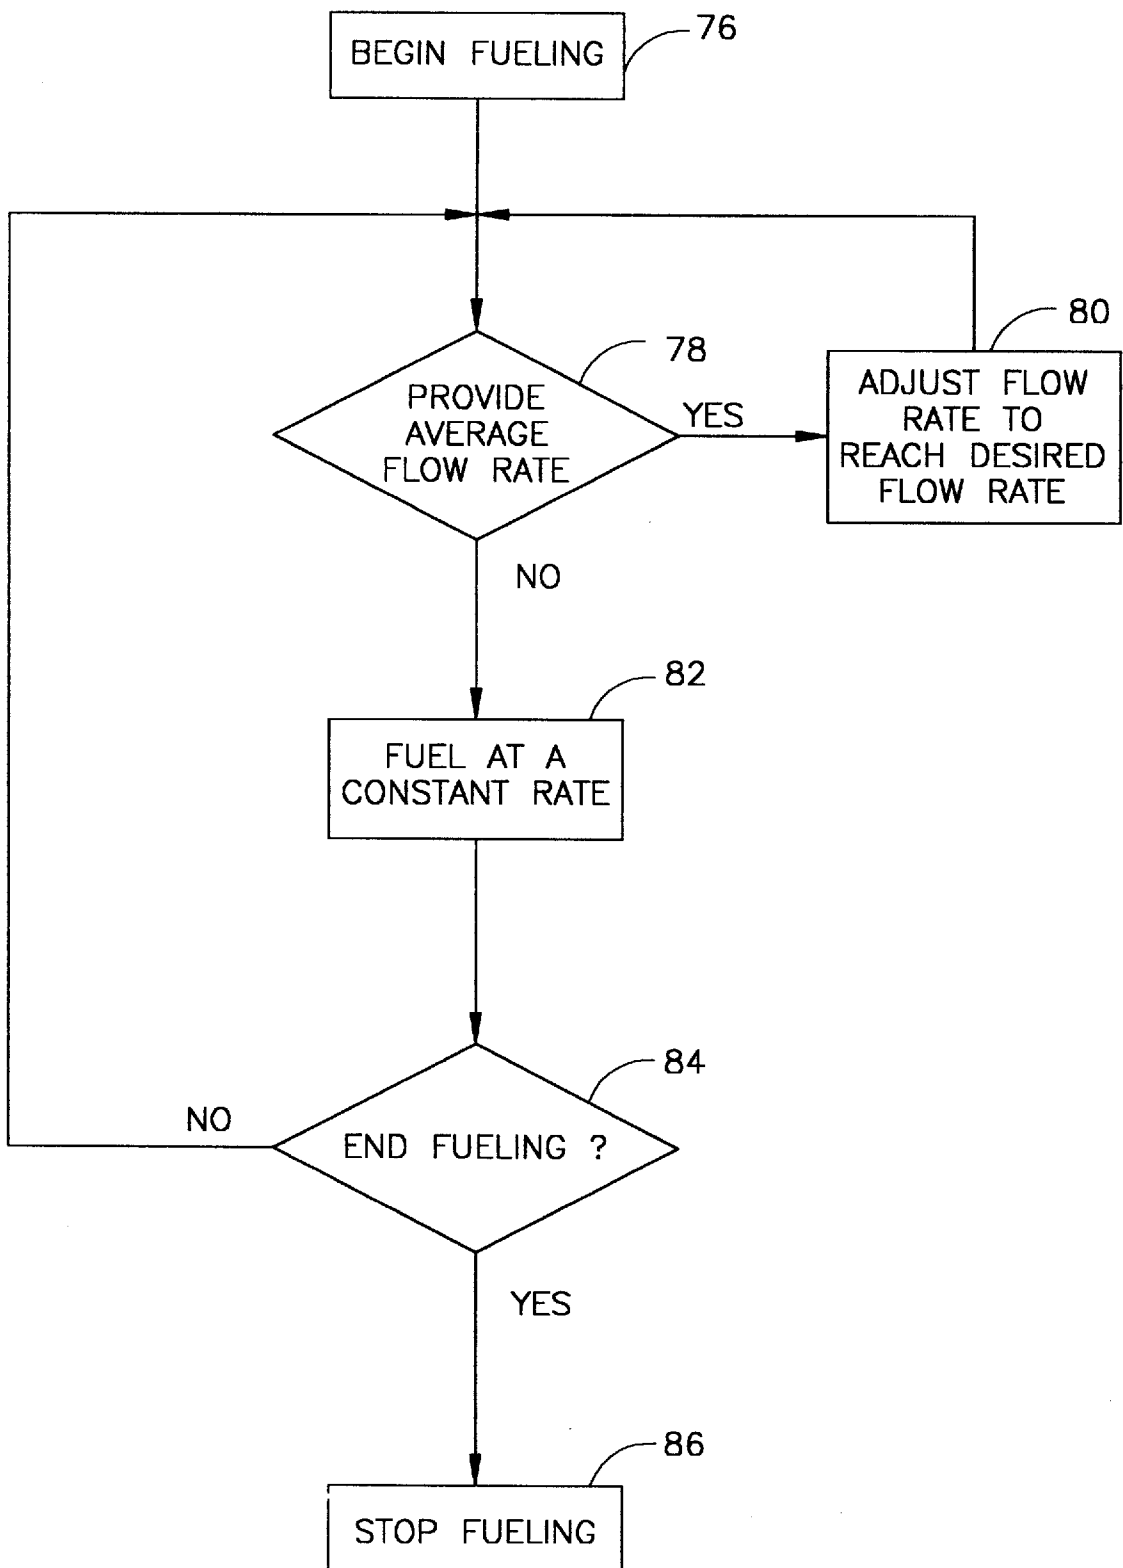 BEGIN FUELING
76
78
PROVIDE
AVERAGE
FLOW RATE
YES
80
ADJUST FLOW
RATE TO
REACH DESIRED
FLOW RATE
NO
82
FUEL AT A
CONSTANT RATE
84
NO
END FUELING ?
YES
86
STOP FUELING